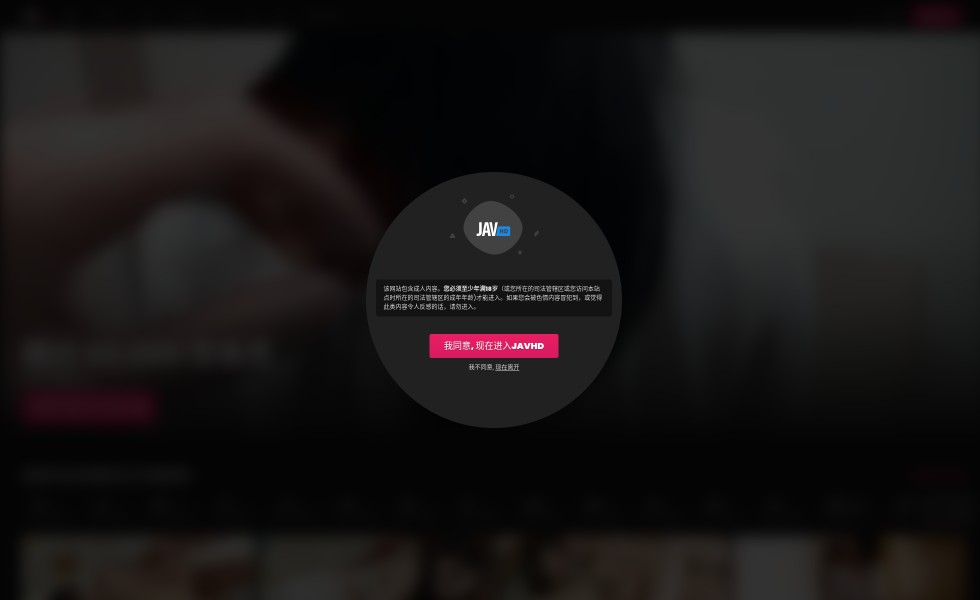 JAV HD
该网站包含成人内容。您必须至少年满18岁（或您所在的司法管辖区或您访问本站
点时所在的司法管辖区的成年年龄)才能进入。如果您会被色情内容冒犯到，或觉得
此类内容令人反感的话，请勿进入。
我同意, 现在进入JAVHD
我不同意, 现在离开